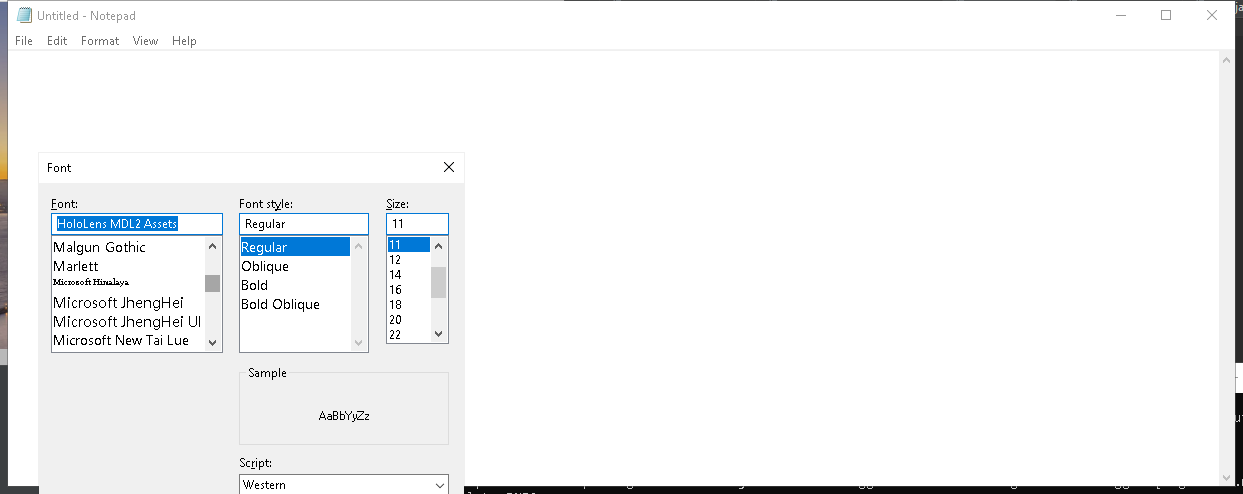 Untitled - Notepad
File Edit Format View Help
Font
Font: Font style: Size:
HoloLens MDL2 Assets Regular 11
Malgun Gothic
Marlett
Microsoft Himalaya
Microsoft JhengHei
Microsoft JhengHei UI
Microsoft New Tai Lue
Regular
Oblique
Bold
Bold Oblique
11
12
14
16
18
20
22
Sample
AaBbYyZz
Script:
Western